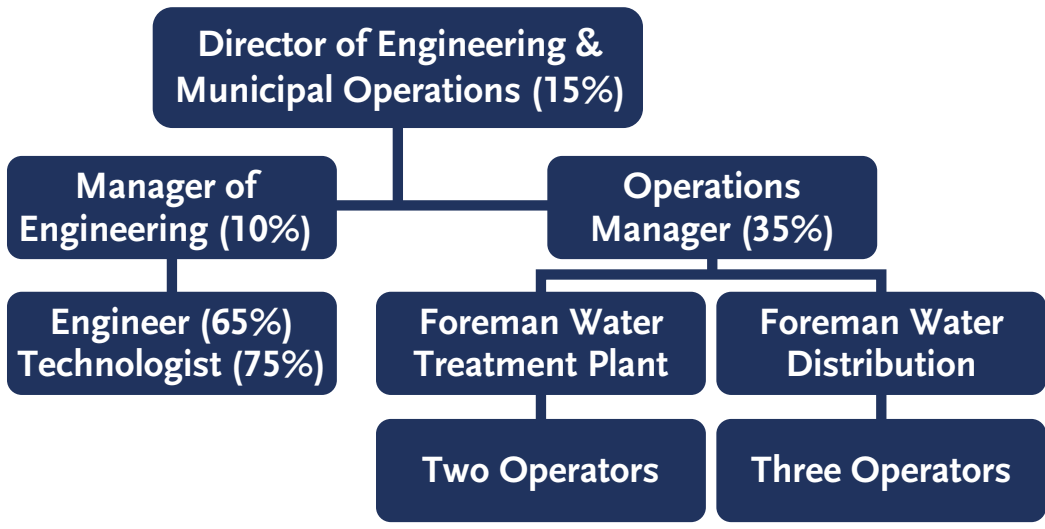 Director of Engineering &
Municipal Operations (15%)
Manager of
Engineering (10%)
Operations
Manager (35%)
Engineer (65%)
Technologist (75%)
Foreman Water
Treatment Plant
Foreman Water
Distribution
Two Operators
Three Operators